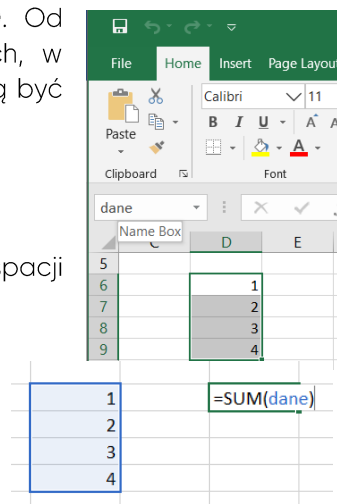 . Od
ch, w
ą być
pacji
File Home Insert Page Layou
Paste
Calibri 11
B I U A A
A
Clipboard Font
dane
Name Box
C D E
5
6 1
7 2
8 3
9 4
1 =SUM(dane)
2
3
4